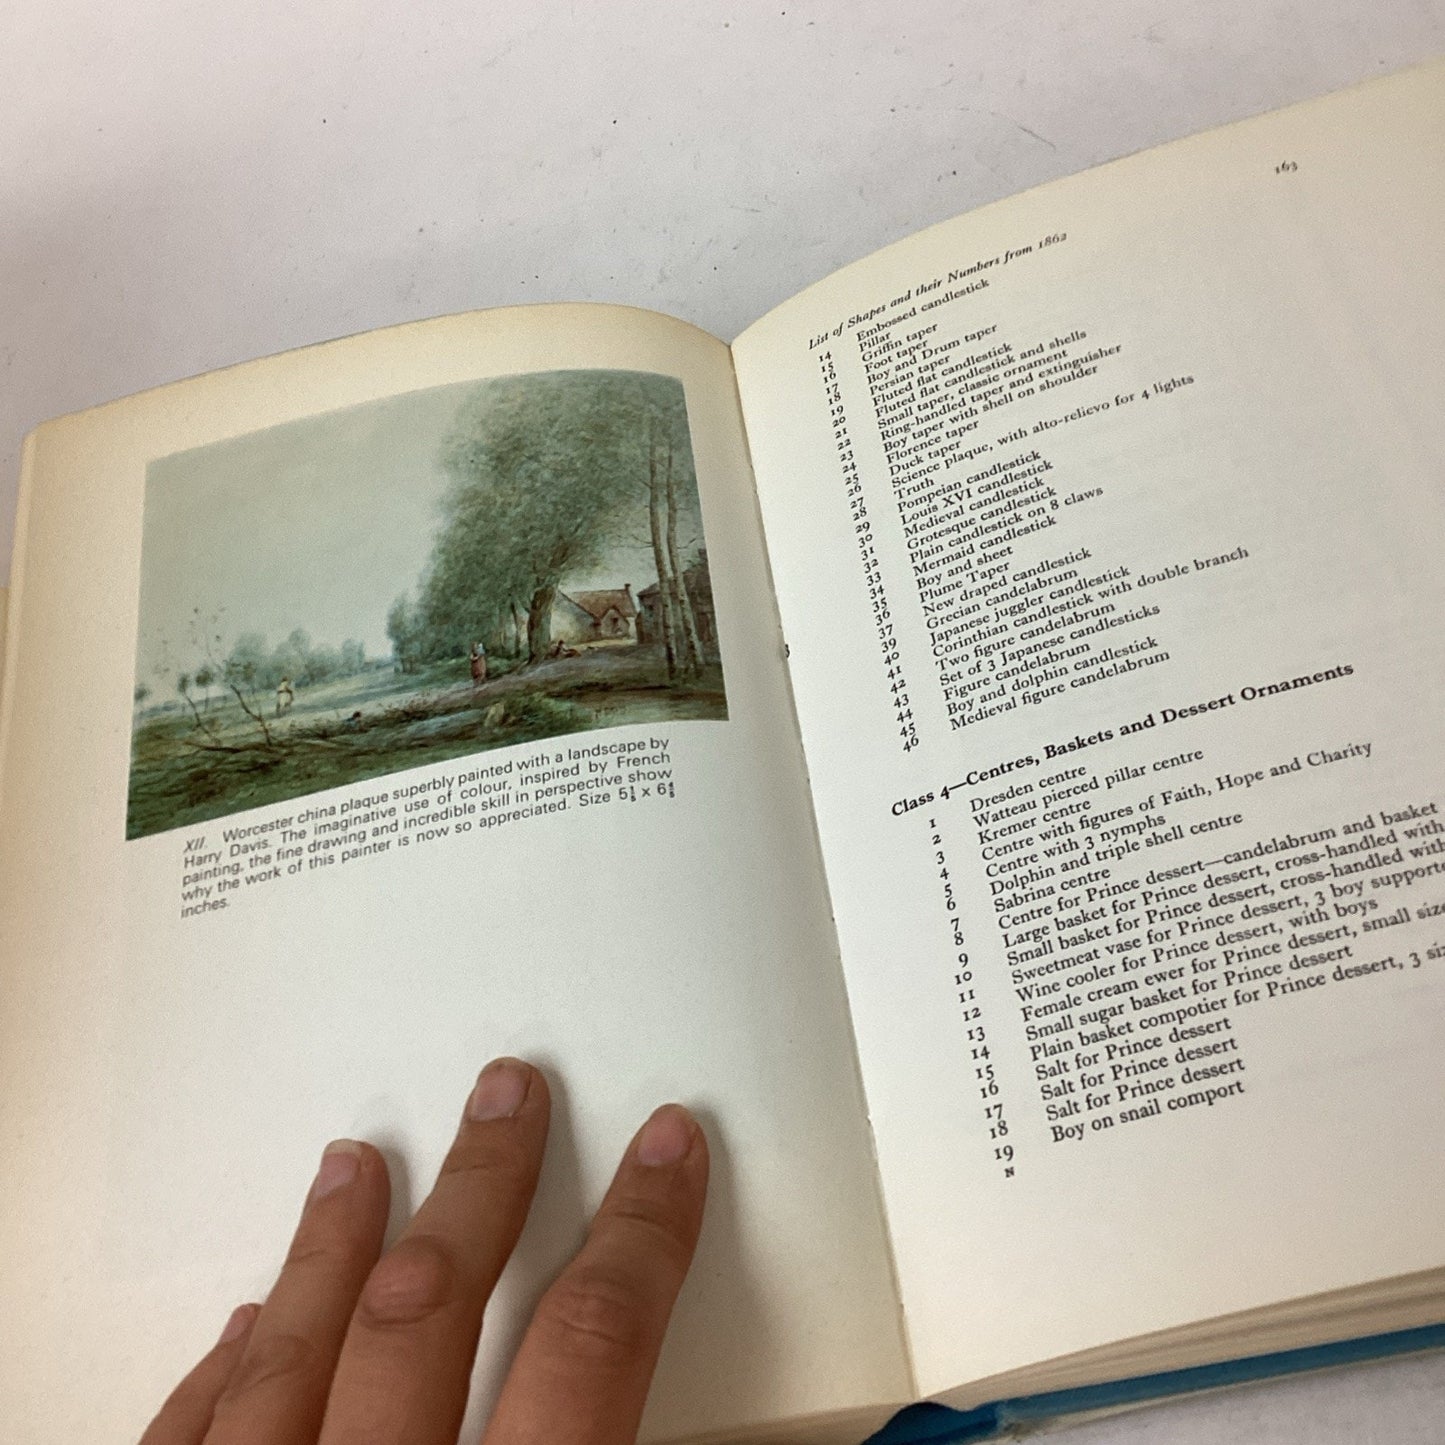 163
List of Shapes and their Numbers from 1862
14 Embossed candlestick
15 Pillar
16 Griffin taper
17 Foot taper
18 Boy and Drum taper
19 Persian taper
20 Fluted flat candlestick
21 Fluted flat candlestick and shells
22 Small taper, classic ornament
23 Ring-handled taper and extinguisher
24 Boy taper with shell on shoulder
25 Florence taper
26 Duck taper
27 Science plaque, with alto-relievo for 4 lights
28 Truth
29 Pompeian candlestick
30 Louis XVI candlestick
31 Medieval candlestick
32 Grotesque candlestick
33 Plain candlestick on 8 claws
34 Mermaid candlestick
35 Boy and sheet
36 Plume Taper
37 New draped candlestick
39 Grecian candelabrum
40 Japanese juggler candlestick
41 Corinthian candlestick with double branch
42 Two figure candelabrum
43 Set of 3 Japanese candlesticks
44 Figure candelabrum
45 Boy and dolphin candlestick
46 Medieval figure candelabrum
Class 4—Centres, Baskets and Dessert Ornaments
1 Dresden centre
2 Watteau pierced pillar centre
3 Kremer centre
4 Centre with figures of Faith, Hope and Charity
5 Centre with 3 nymphs
6 Dolphin and triple shell centre
7 Sabrina centre
8 Centre for Prince dessert—candelabrum and basket
9 Large basket for Prince dessert, cross-handled with
10 Small basket for Prince dessert, cross-handled with
11 Sweetmeat vase for Prince dessert, 3 boy
12 Wine cooler for Prince dessert, with boys
13 Female cream ewer for Prince dessert, small
14 Small sugar basket for Prince dessert
15 Plain basket compotier for Prince dessert, 3
16 Salt for Prince dessert
17 Salt for Prince dessert
18 Salt for Prince dessert
19 Boy on snail comport
N
XII. Worcester china plaque superbly painted with a landscape by
Harry Davis. The imaginative use of colour, inspired by French
painting, the fine drawing and incredible skill in perspective show
why the work of this painter is now so appreciated. Size 5⅛ x
inches.